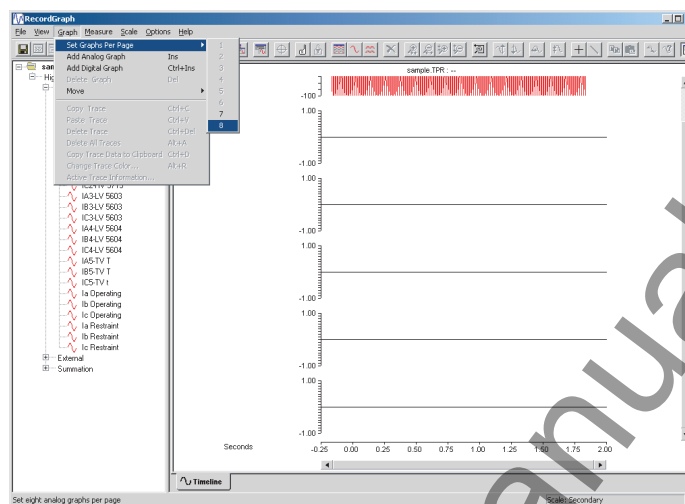 RecordGraph
File View Graph Measure Scale Options Help
Set Graphs Per Page
Add Analog Graph Ins
Add Digital Graph Ctrl+Ins
Delete Graph Del
Move
Copy Trace Ctrl+C
Paste Trace Ctrl+V
Delete Trace Ctrl+Del
Delete All Traces Alt+A
Copy Trace Data to Clipboard Ctrl+D
Change Trace Color... Alt+R
Active Trace Information...
1
2
3
4
5
6
7
8
IA3-LV 5603
IB3-LV 5603
IC3-LV 5603
IA4-LV 5604
IB4-LV 5604
IC4-LV 5604
IA5-TV T
IB5-TV T
IC5-TV t
Ia Operating
Ib Operating
Ic Operating
Ia Restraint
Ib Restraint
Ic Restraint
External
Summation
sample.TPR : --
-100
1.00
-1.00
1.00
-1.00
1.00
-1.00
1.00
-1.00
1.00
-1.00
Seconds
-0.25 0.00 0.25 0.50 0.75 1.00 1.25 1.50 1.75 2.00
Timeline
Set eight analog graphs per page
Scale: Secondary
manual